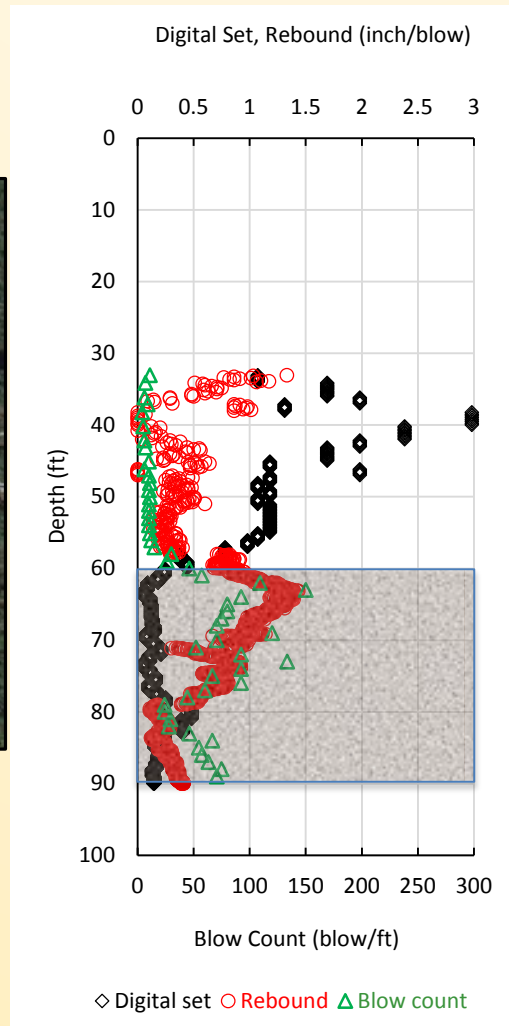 Digital Set, Rebound (inch/blow)
0 0.5 1 1.5 2 2.5 3
0
10
20
30
40
50
60
70
80
90
100
Depth (ft)
0 50 100 150 200 250 300
Blow Count (blow/ft)
Digital set Rebound Blow count